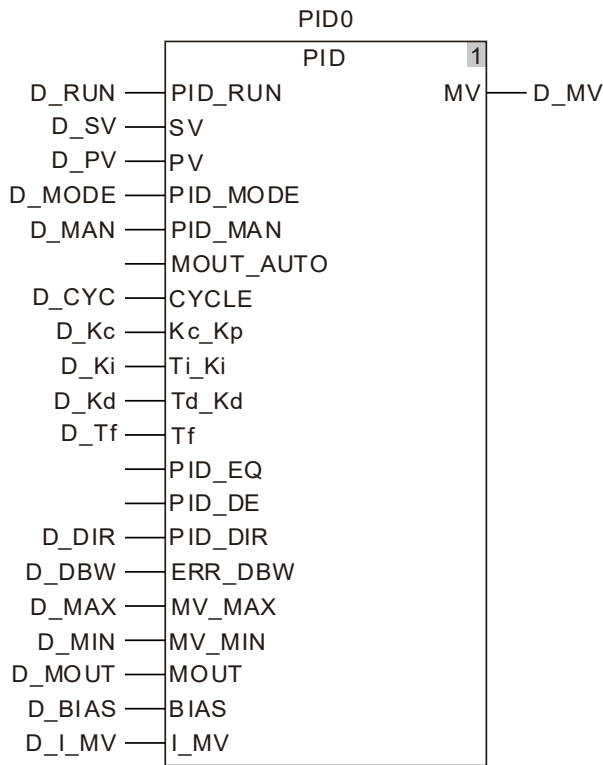 PID0
PID 1
D_RUN PID_RUN MV D_MV
D_SV SV
D_PV PV
D_MODE PID_MODE
D_MAN PID_MAN
MOUT_AUTO
D_CYC CYCLE
D_Kc Kc_Kp
D_Ki Ti_Ki
D_Kd Td_Kd
D_Tf Tf
PID_EQ
PID_DE
D_DIR PID_DIR
D_DBW ERR_DBW
D_MAX MV_MAX
D_MIN MV_MIN
D_MOUT MOUT
D_BIAS BIAS
D_I_MV I_MV